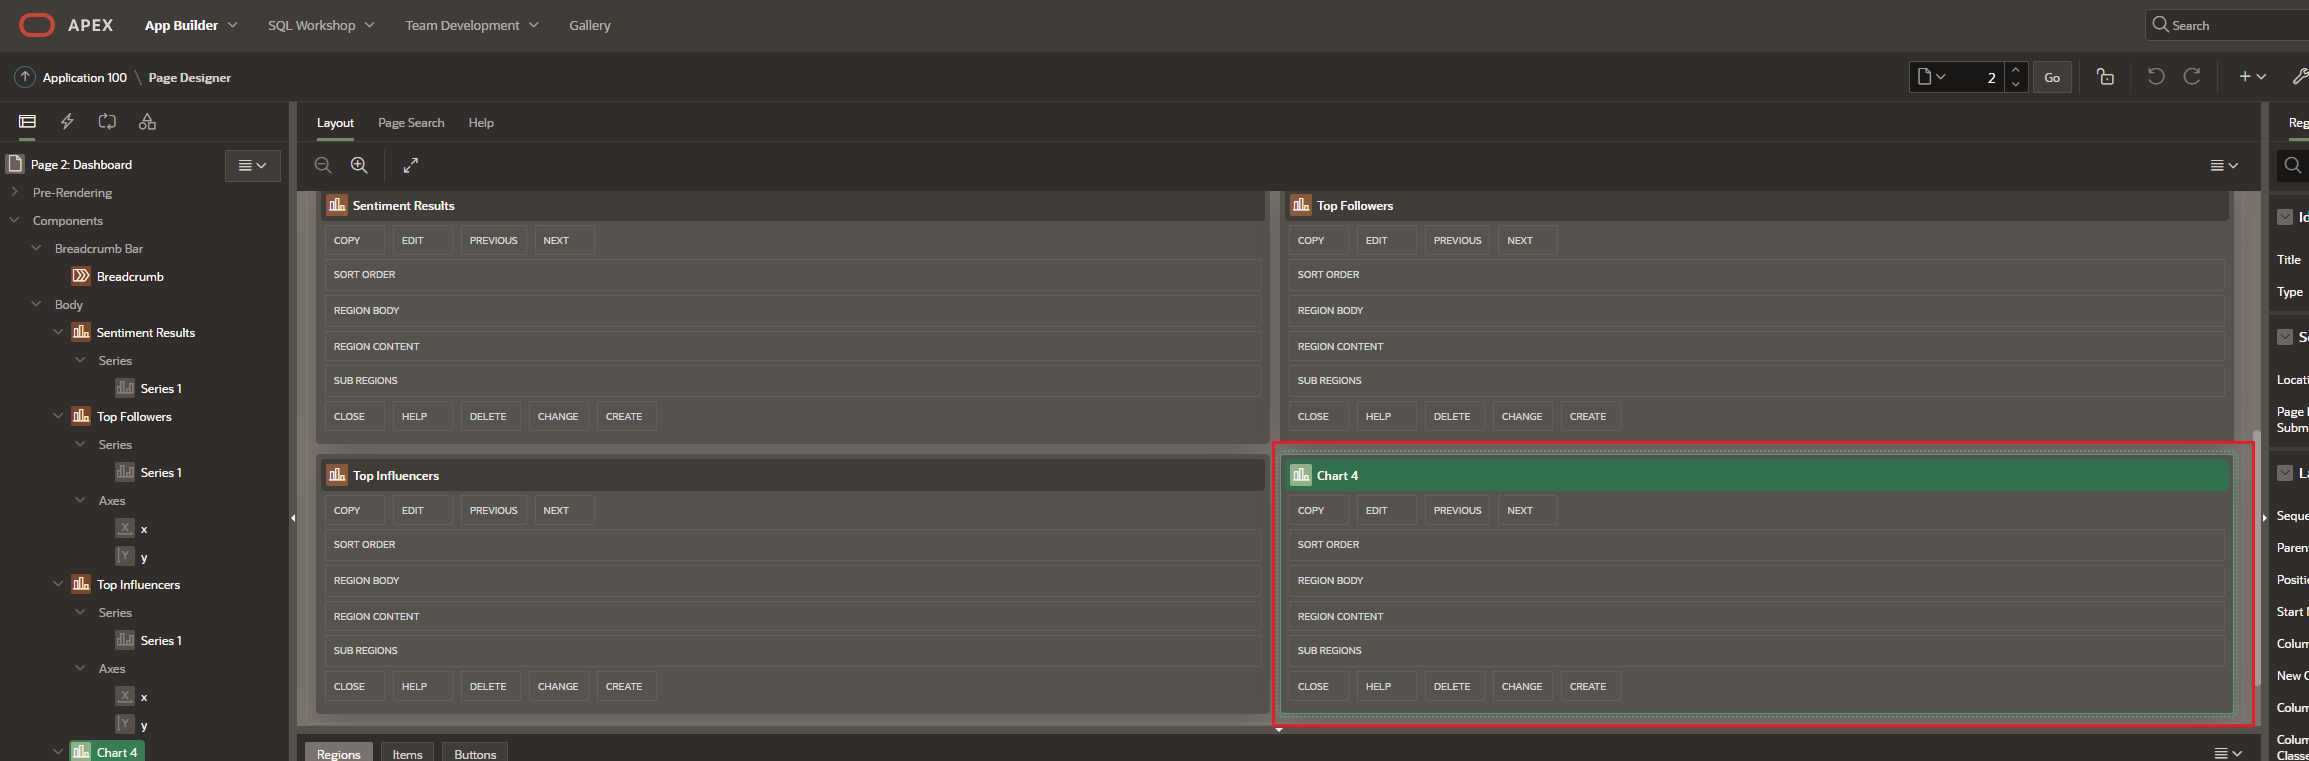 APEX App Builder SQL Workshop Team Development Gallery Search
Application 100 \ Page Designer 2 Go
Layout Page Search Help
Page 2: Dashboard
Pre-Rendering
Components
Breadcrumb Bar
Breadcrumb
Body
Sentiment Results
Series
Series 1
Top Followers
Series
Series 1
Axes
x
y
Top Influencers
Series
Series 1
Axes
x
y
Chart 4
Sentiment Results
COPY EDIT PREVIOUS NEXT
SORT ORDER
REGION BODY
REGION CONTENT
SUB REGIONS
CLOSE HELP DELETE CHANGE CREATE
Top Followers
COPY EDIT PREVIOUS NEXT
SORT ORDER
REGION BODY
REGION CONTENT
SUB REGIONS
CLOSE HELP DELETE CHANGE CREATE
Top Influencers
COPY EDIT PREVIOUS NEXT
SORT ORDER
REGION BODY
REGION CONTENT
SUB REGIONS
CLOSE HELP DELETE CHANGE CREATE
Chart 4
COPY EDIT PREVIOUS NEXT
SORT ORDER
REGION BODY
REGION CONTENT
SUB REGIONS
CLOSE HELP DELETE CHANGE CREATE
Regions Items Buttons
Reg
Id
Title
Type
Locati
Page
Subm
Seque
Paren
Positi
Start
Colum
New
Colum
Colum
Classe